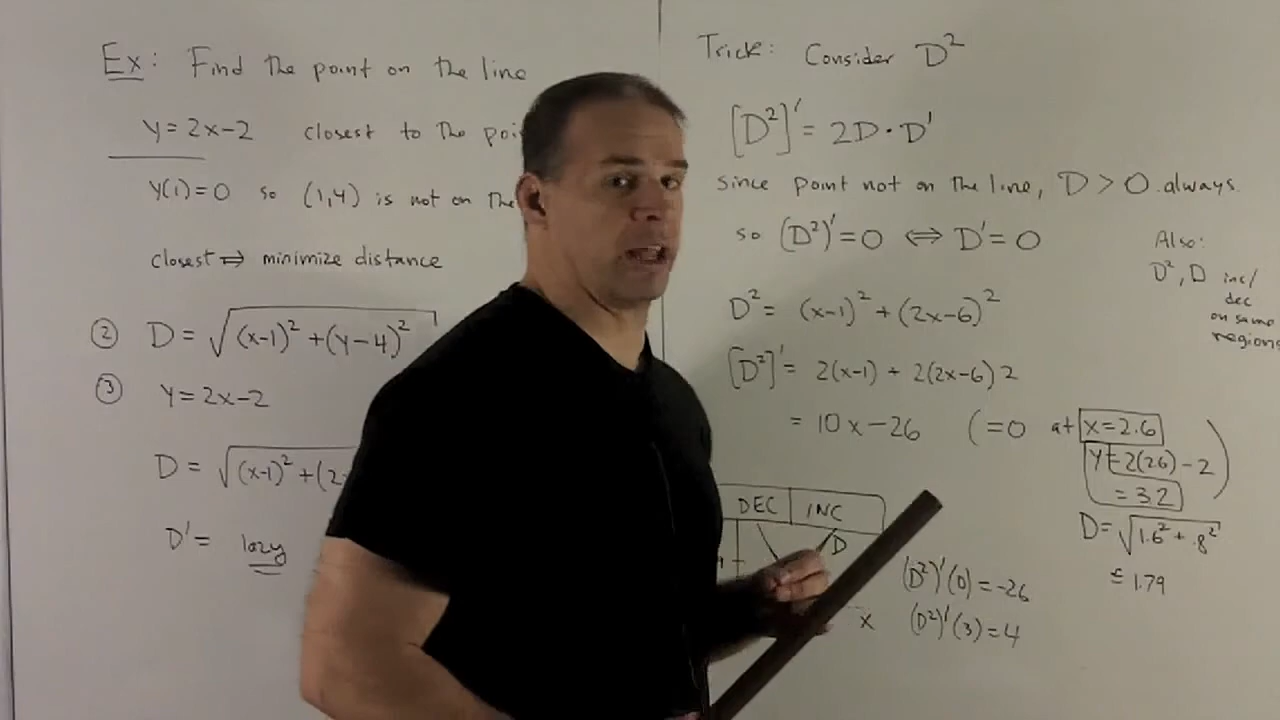 Ex: Find the point on the line
y=2x-2 closest to the
y(1)=0 so (1,4) is not on the
closest ⇒ minimize distance
② D = √(x-1)² + (y-4)²
③ y=2x-2
D = √(x-1)² + (2
D' = lazy
Trick: Consider D²
[D²]' = 2D · D'
since point not on the line, D > 0 always.
so (D²)' = 0 ⇔ D' = 0
Also:
D², D inc/
dec
on same
regions
D² = (x-1)² + (2x-6)²
[D²]' = 2(x-1) + 2(2x-6) 2
= 10x - 26 (=0 at x=2.6
y=2(2.6)-2
= 3.2 )
D = √1.6² + .8²
≤ 1.79
DEC INC
D
x
(D²)'(0) = -26
(D²)'(3) = 4